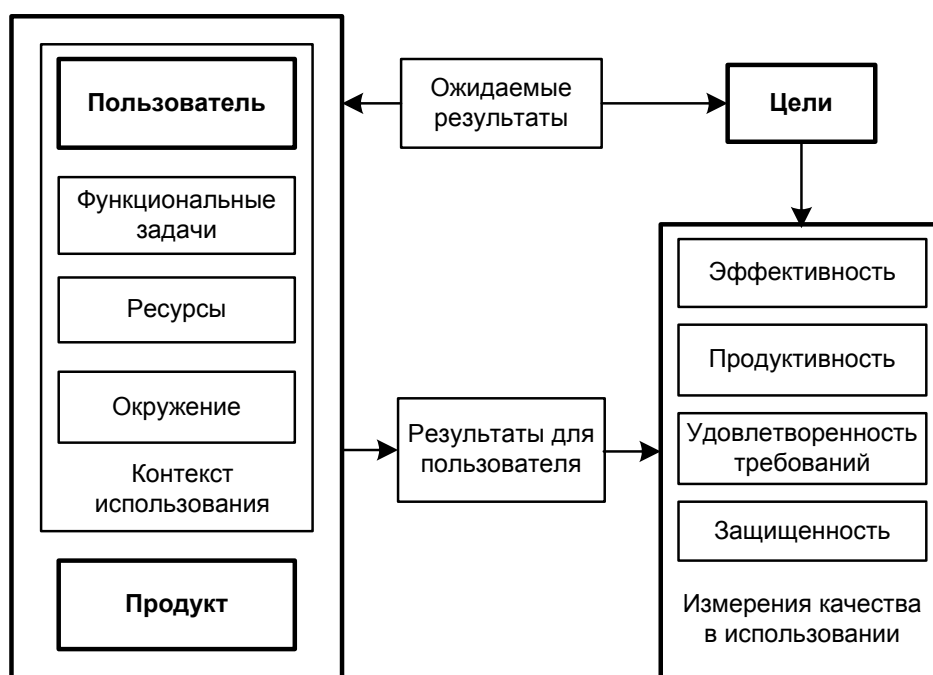 Пользователь
Функциональные
задачи
Ресурсы
Окружение
Контекст
использования
Продукт
Ожидаемые
результаты
Результаты для
пользователя
Цели
Эффективность
Продуктивность
Удовлетворенность
требований
Защищенность
Измерения качества
в использовании